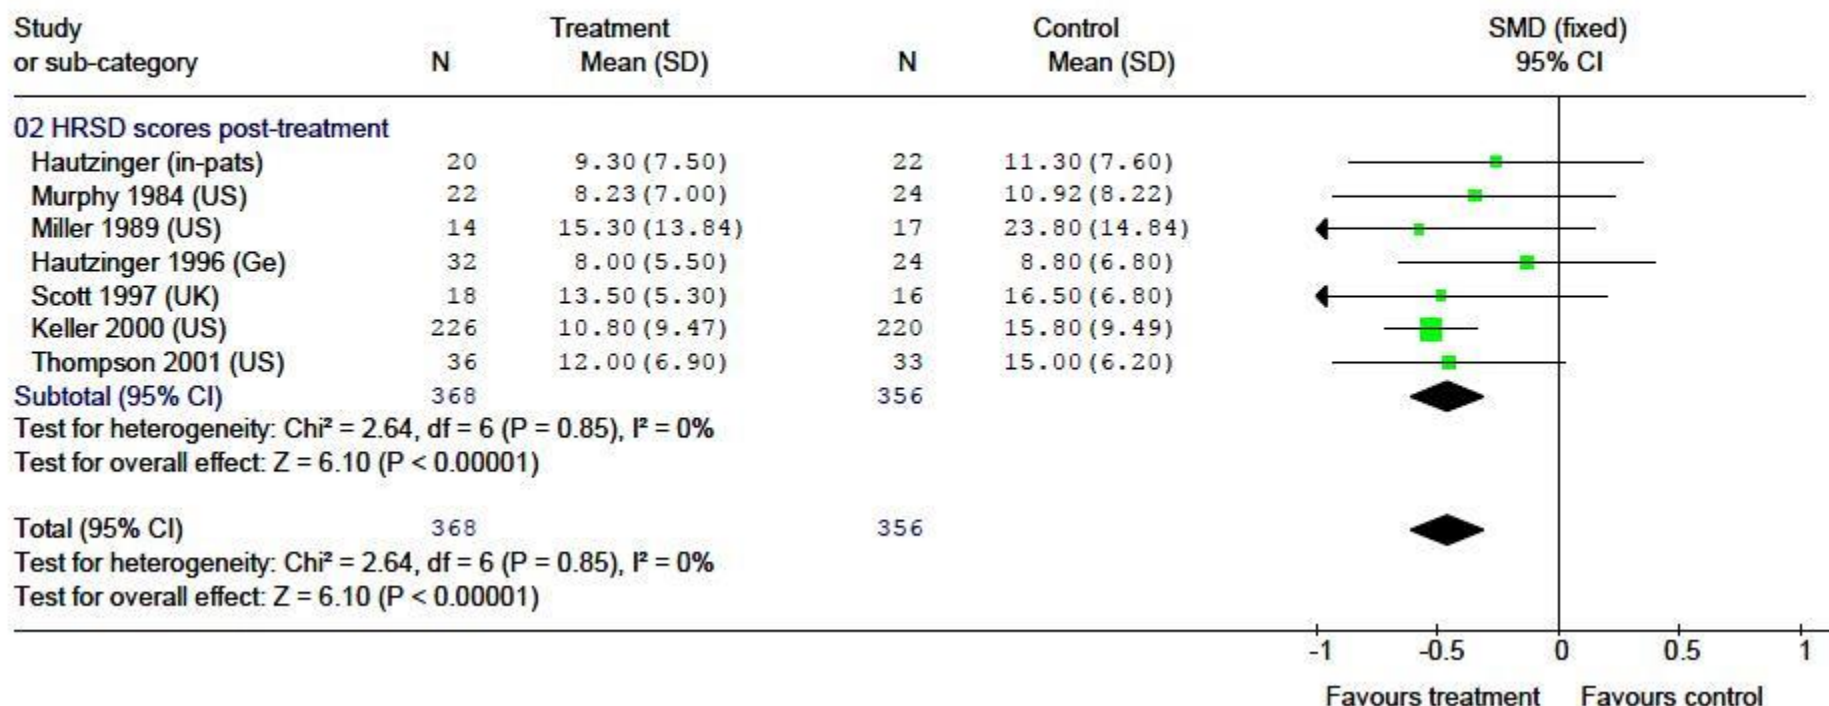 Study Treatment Control SMD (fixed)
or sub-category N Mean (SD) N Mean (SD) 95% CI
02 HRSD scores post-treatment
Hautzinger (in-pats) 20 9.30(7.50) 22 11.30(7.60)
Murphy 1984 (US) 22 8.23(7.00) 24 10.92(8.22)
Miller 1989 (US) 14 15.30(13.84) 17 23.80(14.84)
Hautzinger 1996 (Ge) 32 8.00(5.50) 24 8.80(6.80)
Scott 1997 (UK) 18 13.50(5.30) 16 16.50(6.80)
Keller 2000 (US) 226 10.80(9.47) 220 15.80(9.49)
Thompson 2001 (US) 36 12.00(6.90) 33 15.00(6.20)
Subtotal (95% CI) 368 356
Test for heterogeneity: Chi² = 2.64, df = 6 (P = 0.85), I² = 0%
Test for overall effect: Z = 6.10 (P < 0.00001)
Total (95% CI) 368 356
Test for heterogeneity: Chi² = 2.64, df = 6 (P = 0.85), I² = 0%
Test for overall effect: Z = 6.10 (P < 0.00001)
-1 -0.5 0 0.5 1
Favours treatment Favours control